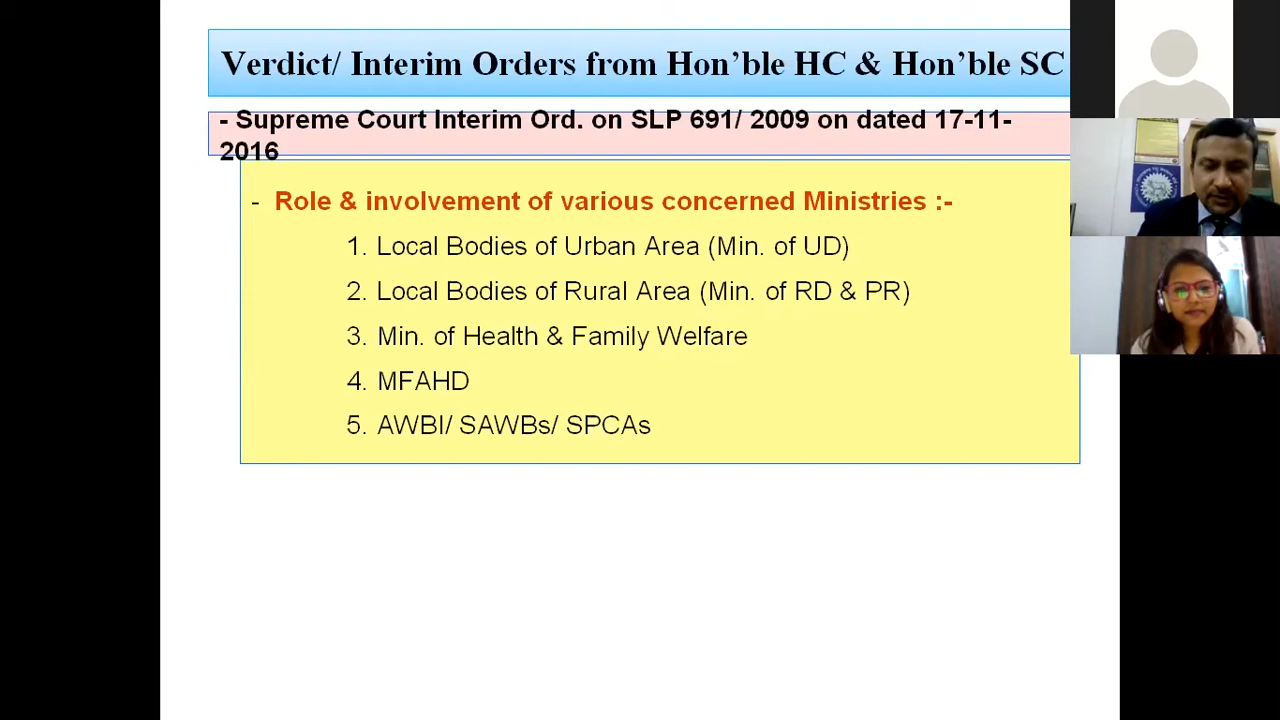 Verdict/ Interim Orders from Hon’ble HC & Hon’ble SC
- Supreme Court Interim Ord. on SLP 691/ 2009 on dated 17-11-
2016
- Role & involvement of various concerned Ministries :-
1. Local Bodies of Urban Area (Min. of UD)
2. Local Bodies of Rural Area (Min. of RD & PR)
3. Min. of Health & Family Welfare
4. MFAHD
5. AWBI/ SAWBs/ SPCAs